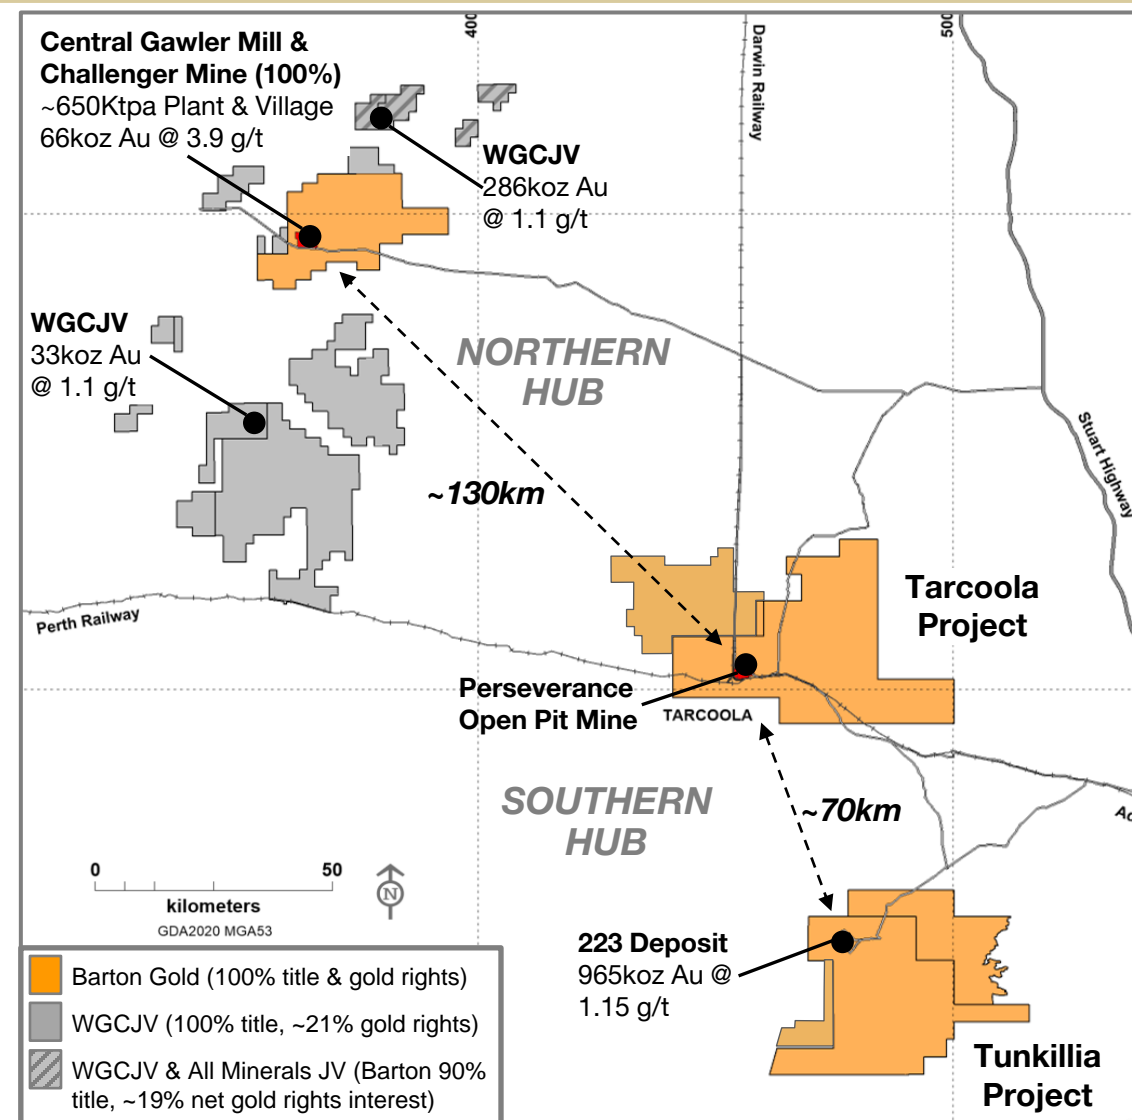 400
500
Central Gawler Mill &
Challenger Mine (100%)
~650Ktpa Plant & Village
66koz Au @ 3.9 g/t
Darwin Railway
WGCJV
286koz Au
@ 1.1 g/t
WGCJV
33koz Au
@ 1.1 g/t
NORTHERN
HUB
Stuart Highway
~130km
Tarcoola
Project
Perth Railway
Perseverance
Open Pit Mine
TARCOOLA
SOUTHERN
HUB
~70km
0
50
kilometers
GDA2020 MGA53
N
223 Deposit
965koz Au @
1.15 g/t
Tunkillia
Project
Barton Gold (100% title & gold rights)
WGCJV (100% title, ~21% gold rights)
WGCJV & All Minerals JV (Barton 90%
title, ~19% net gold rights interest)